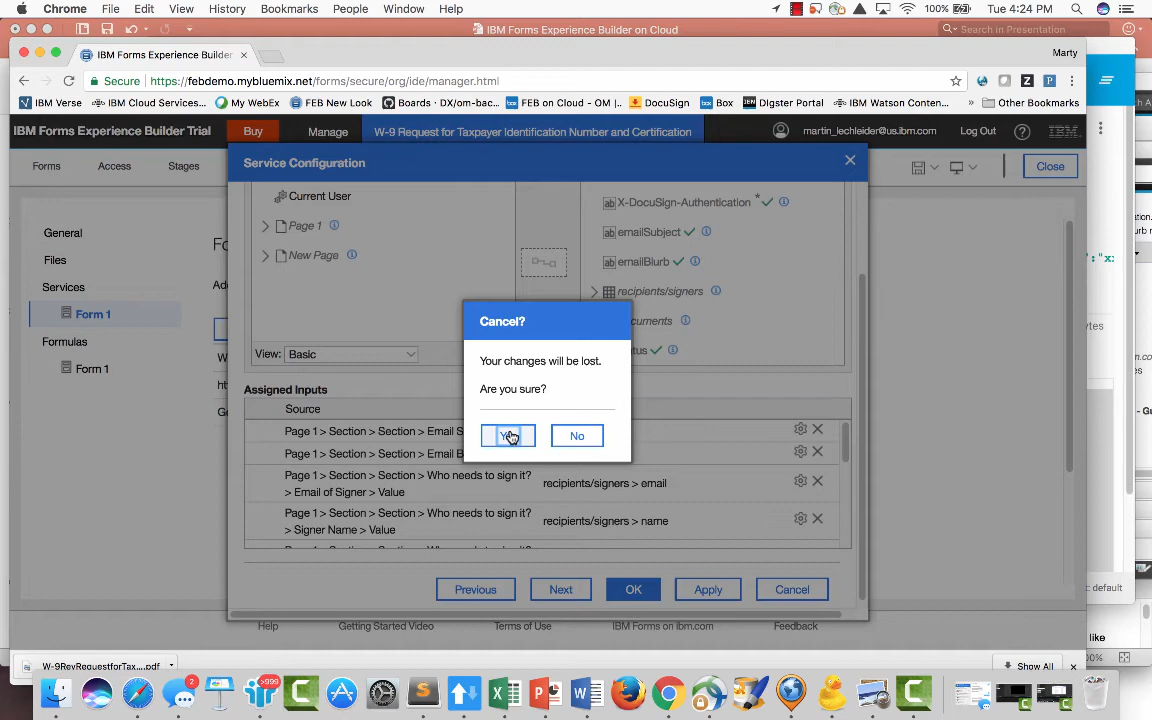 Chrome File Edit View History Bookmarks People Window Help 100% Tue 4:24 PM
IBM Forms Experience Builder on Cloud Search in Presentation
IBM Forms Experience Builder Marty
Secure https://febdemo.mybluemix.net/forms/secure/org/ide/manager.html
IBM Verse IBM Cloud Services... My WebEx FEB New Look Boards · DX/om-bac... FEB on Cloud - OM |... DocuSign Box DIgster Portal IBM Watson Conten... » Other Bookmarks
IBM Forms Experience Builder Trial Buy Manage W-9 Request for Taxpayer Identification Number and Certification martin_lechleider@us.ibm.com Log Out IBM
Forms Access Stages Close
Service Configuration
Current User
Page 1
New Page
X-DocuSign-Authentication *
emailSubject
emailBlurb
recipients/signers
General
Files
Services
Form 1
Formulas
Form 1
View: Basic
Cancel?
Your changes will be lost.
Are you sure?
No
Assigned Inputs
Source
Page 1 > Section > Section > Email S
Page 1 > Section > Section > Email B
Page 1 > Section > Section > Who needs to sign it?
> Email of Signer > Value
recipients/signers > email
Page 1 > Section > Section > Who needs to sign it?
> Signer Name > Value
recipients/signers > name
Previous Next OK Apply Cancel
Help Getting Started Video Terms of Use IBM Forms on ibm.com Feedback
W-9RevRequestforTax....pdf Show All
: default
like
2
>999